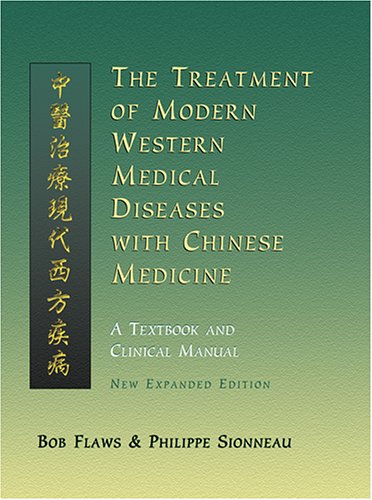 中醫治療現代西方疾病
The Treatment
of Modern
Western
Medical
Diseases
with Chinese
Medicine
A Textbook and
Clinical Manual
New Expanded Edition
Bob Flaws & Philippe Sionneau